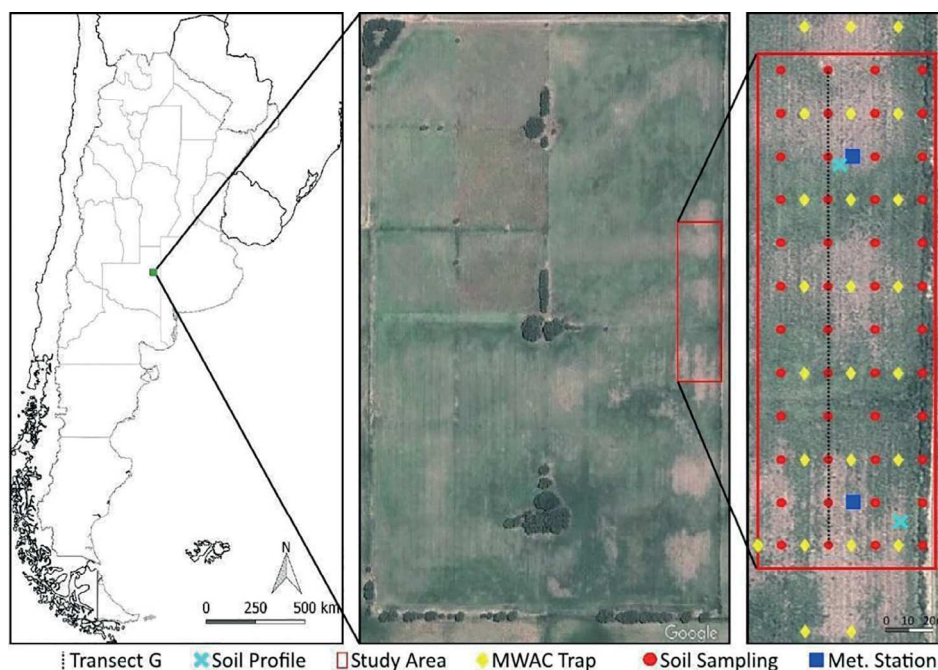 N
0 250 500 km
Google
0 10 20
Transect G Soil Profile Study Area MWAC Trap Soil Sampling Met. Station